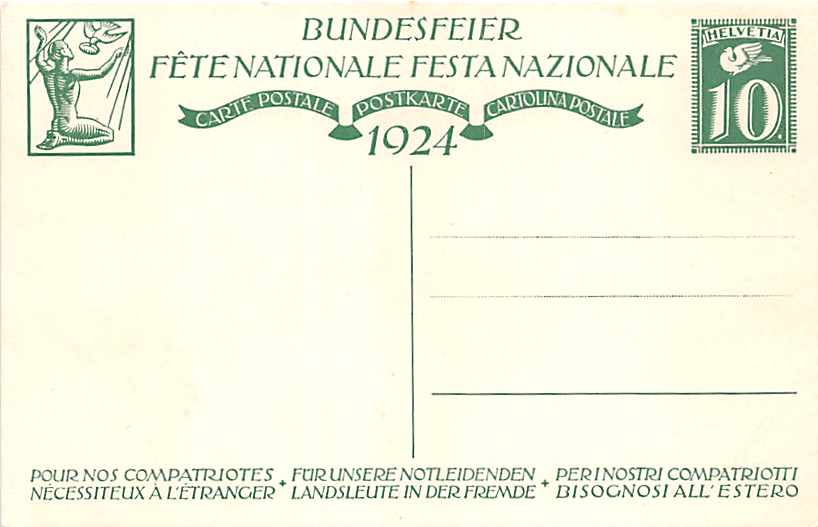 BUNDESFEIER
FÊTE NATIONALE FESTA NAZIONALE
CARTE POSTALE POSTKARTE CARTOLINA POSTALE
1924
HELVETIA
10
POUR NOS COMPATRIOTES
NÉCESSITEUX À L'ÉTRANGER
+
FÜR UNSERE NOTLEIDENDEN
LANDSLEUTE IN DER FREMDE
+
PER I NOSTRI COMPATRIOTTI
BISOGNOSI ALL'ESTERO